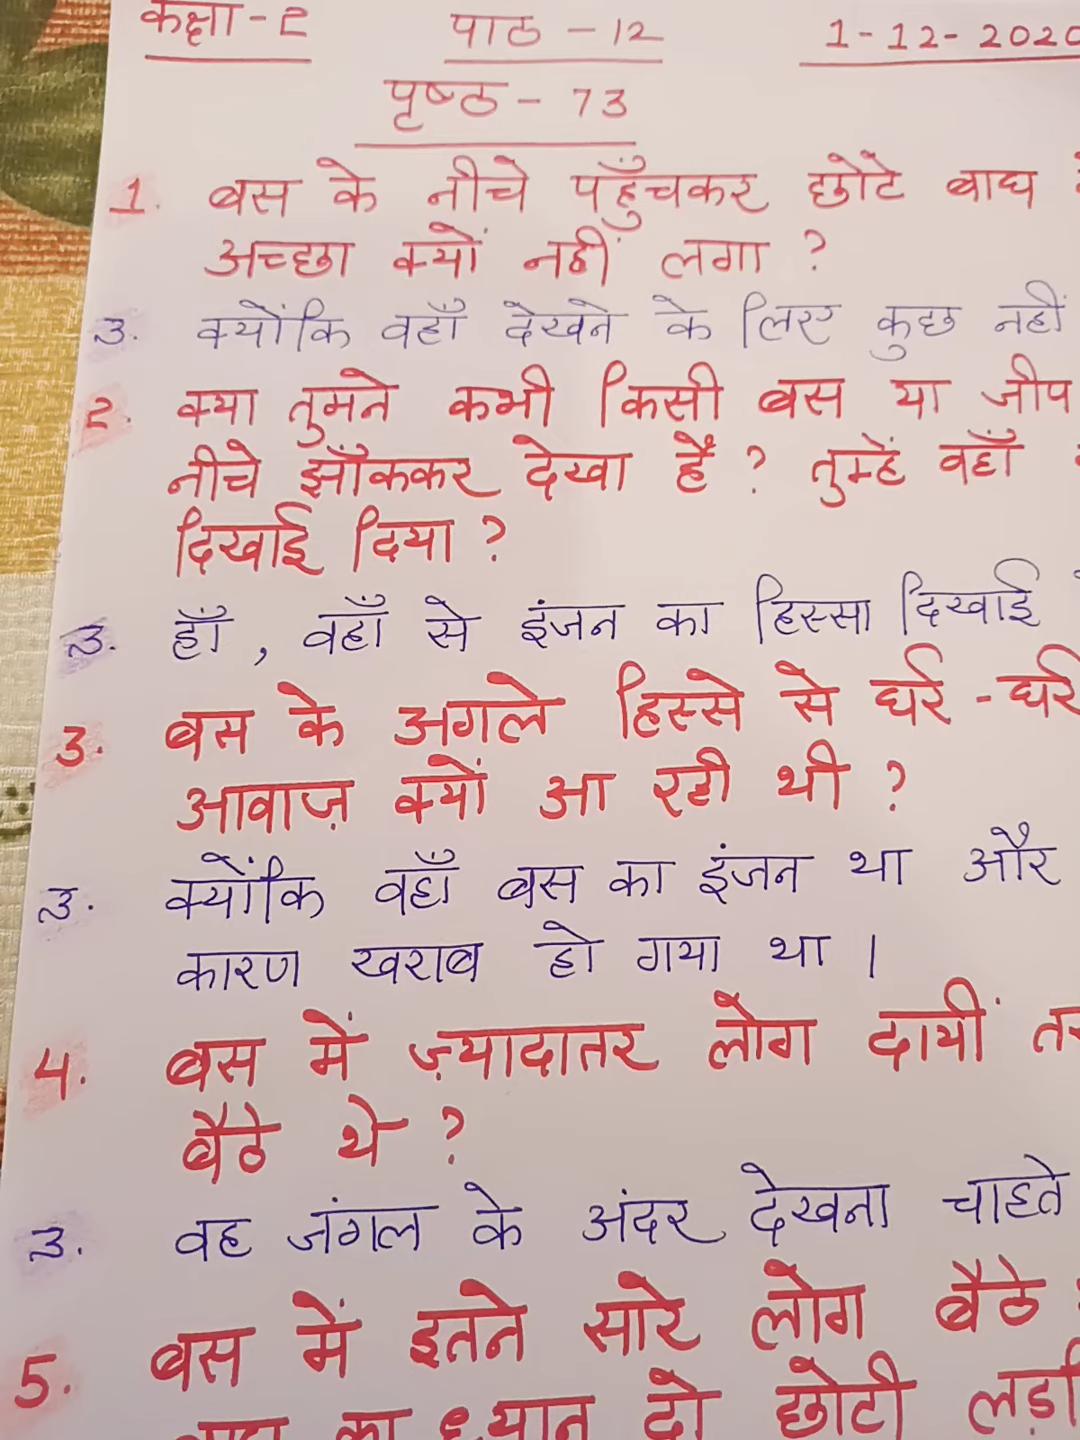 कक्षा - २ पाठ - 12 1-12-2020
पृष्ठ - 73
1. बस के नीचे पहुँचकर छोटे बाघ
अच्छा क्यों नहीं लगा ?
उ. क्योंकि वहाँ देखने के लिए कुछ नहीं
2. क्या तुमने कभी किसी बस या जीप
नीचे झाँककर देखा है ? तुम्हें वहाँ
दिखाई दिया ?
उ. हाँ , वहाँ से इंजन का हिस्सा दिखाई
3. बस के अगले हिस्से से घर्र - घर्र
आवाज़ क्यों आ रही थी ?
उ. क्योंकि वहाँ बस का इंजन था और
कारण खराब हो गया था ।
4. बस में ज़्यादातर लोग दायीं
बैठे थे ?
उ. वह जंगल के अंदर देखना चाहते
5. बस में इतने सारे लोग बैठे
का ध्यान दो छोटी